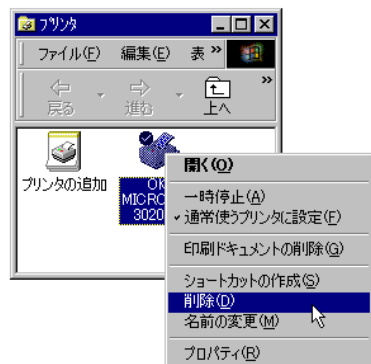 プリンタ
ファイル(F) 編集(E) 表 »
戻る 進む 上へ »
プリンタの追加
3020
開く(O)
一時停止(A)
通常使うプリンタに設定(F)
印刷ドキュメントの削除(G)
ショートカットの作成(S)
削除(D)
名前の変更(M)
プロパティ(R)